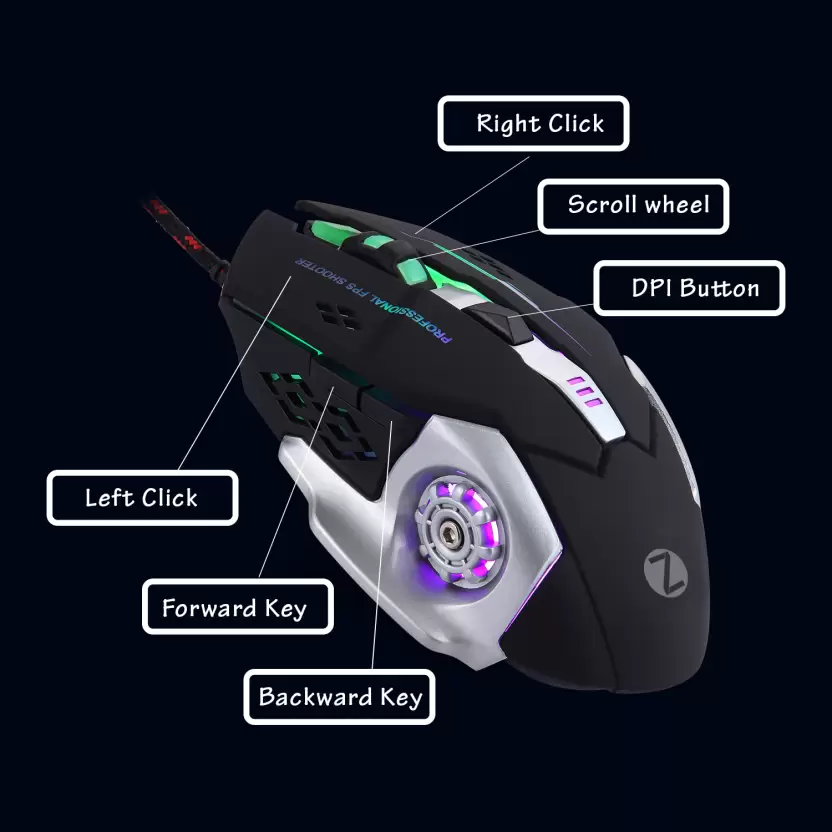 Right Click
Scroll wheel
DPI Button
PROFESSIONAL FPS SHOOTER
Left Click
Z
Forward Key
Backward Key